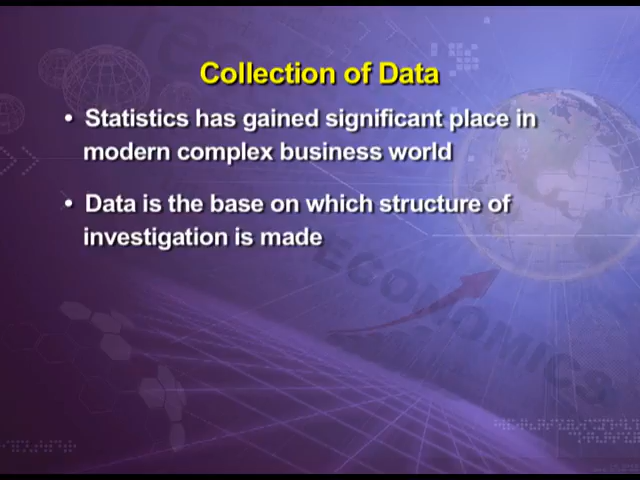 Collection of Data
• Statistics has gained significant place in
modern complex business world
• Data is the base on which structure of
investigation is made
ECONOMICS